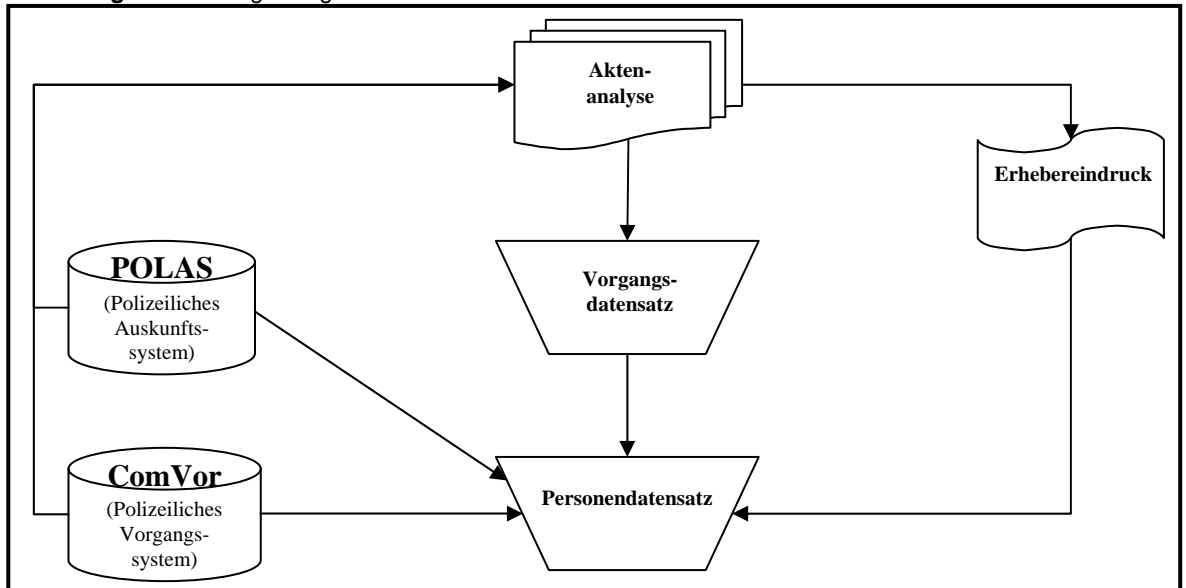 Akten-
analyse
Erhebereindruck
POLAS
(Polizeiliches
Auskunfts-
system)
Vorgangs-
datensatz
ComVor
(Polizeiliches
Vorgangs-
system)
Personendatensatz